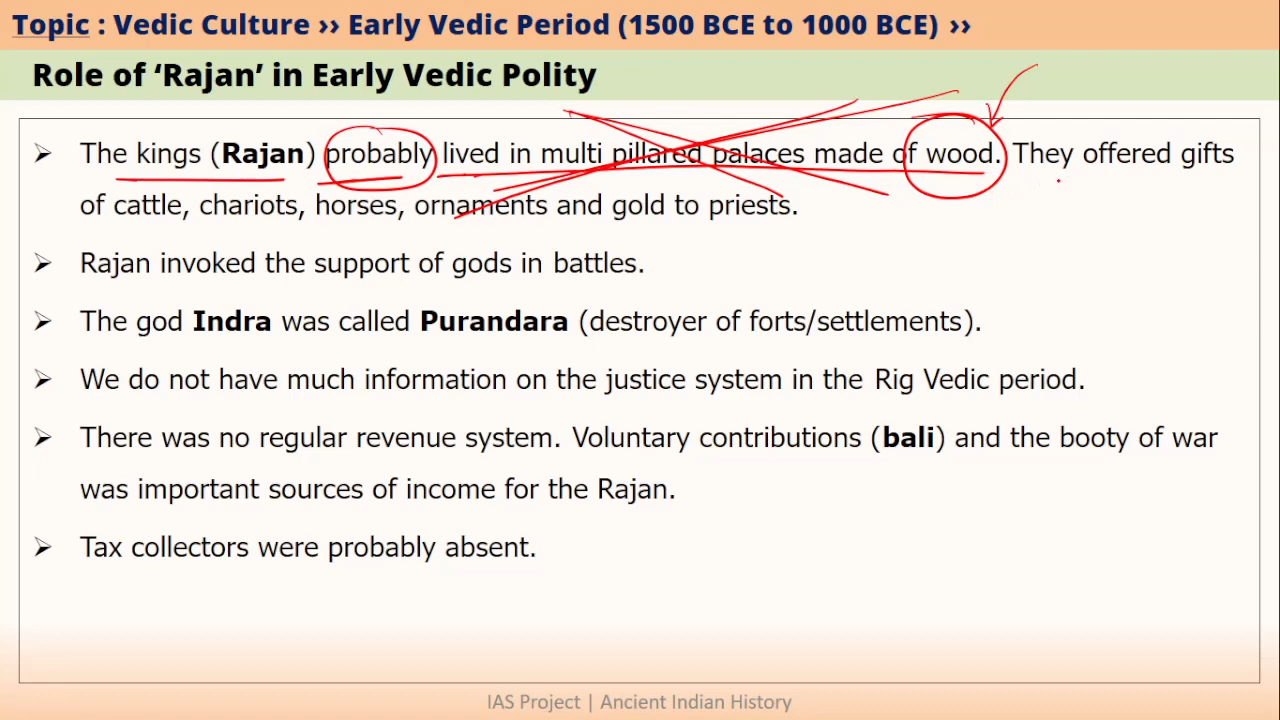 Topic : Vedic Culture ›› Early Vedic Period (1500 BCE to 1000 BCE) ››
Role of ‘Rajan’ in Early Vedic Polity
➢ The kings (Rajan) probably lived in multi pillared palaces made of wood. They offered gifts
of cattle, chariots, horses, ornaments and gold to priests.
➢ Rajan invoked the support of gods in battles.
➢ The god Indra was called Purandara (destroyer of forts/settlements).
➢ We do not have much information on the justice system in the Rig Vedic period.
➢ There was no regular revenue system. Voluntary contributions (bali) and the booty of war
was important sources of income for the Rajan.
➢ Tax collectors were probably absent.
IAS Project | Ancient Indian History